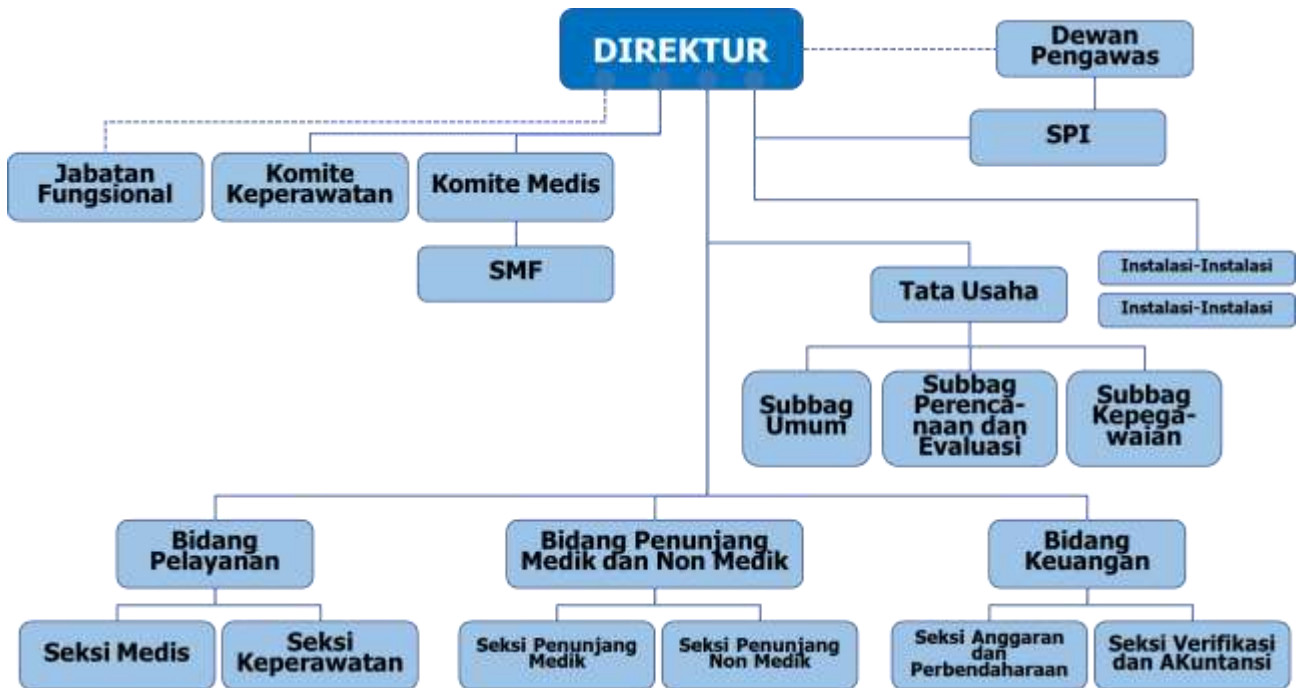 DIREKTUR
Dewan
Pengawas
SPI
Jabatan
Fungsional
Komite
Keperawatan
Komite Medis
SMF
Instalasi-Instalasi
Instalasi-Instalasi
Tata Usaha
Subbag
Umum
Subbag
Perenca-
naan dan
Evaluasi
Subbag
Kepega-
waian
Bidang
Pelayanan
Bidang Penunjang
Medik dan Non Medik
Bidang
Keuangan
Seksi Medis
Seksi
Keperawatan
Seksi Penunjang
Medik
Seksi Penunjang
Non Medik
Seksi Anggaran
dan
Perbendaharaan
Seksi Verifikasi
dan AKuntansi